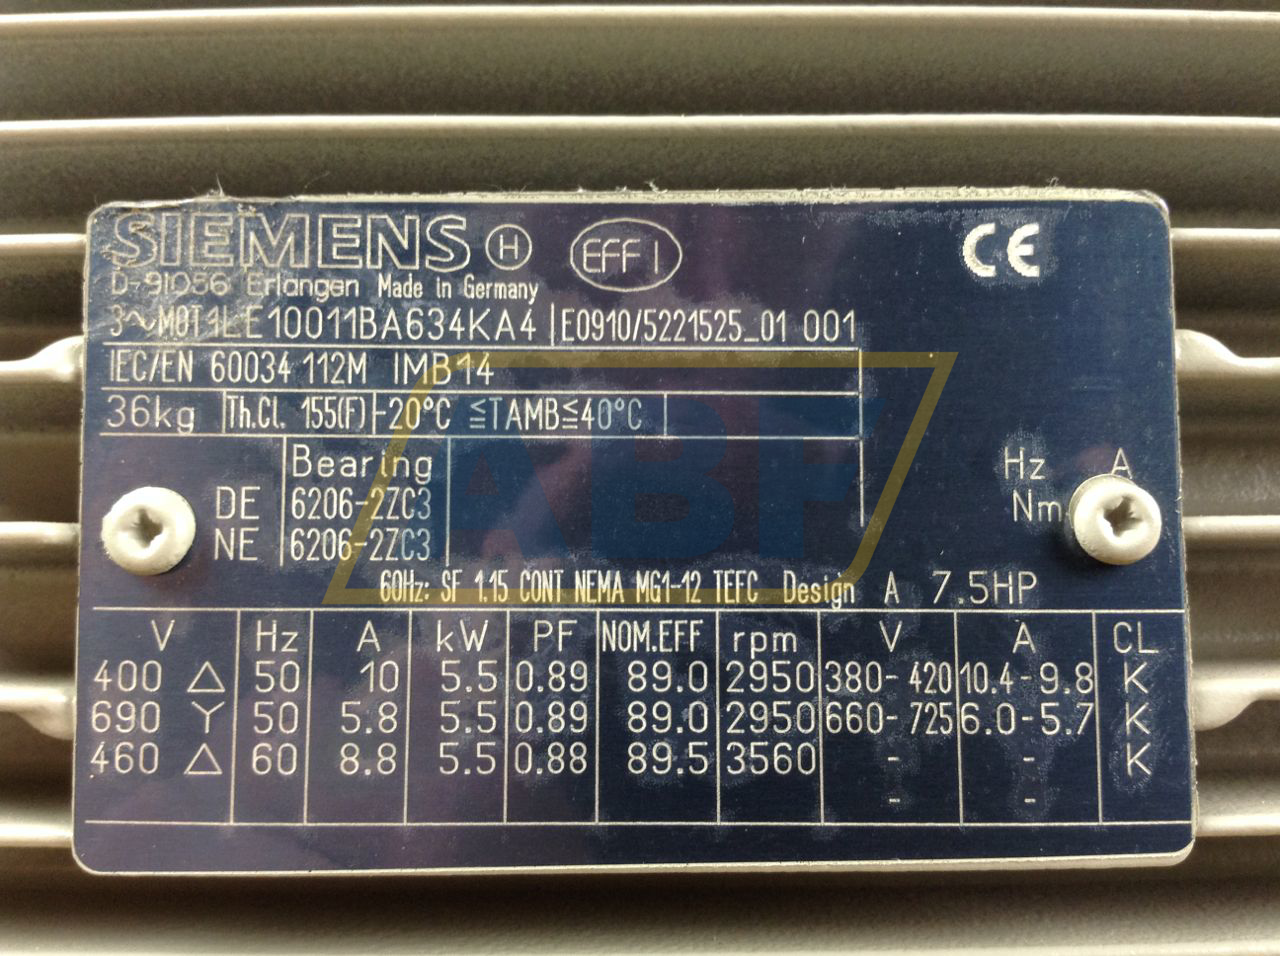 SIEMENS H EFF 1 CE
D-91056 Erlangen Made in Germany
3~MOT 1LE10011BA634KA4 E0910/5221525_01 001
IEC/EN 60034 112M IMB14
36kg Th.Cl. 155(F) -20°C ≦TAMB≦40°C
Bearing
DE 6206-2ZC3
NE 6206-2ZC3
Hz A
Nm
ABF
60Hz: SF 1.15 CONT NEMA MG1-12 TEFC Design A 7.5HP
V Hz A kW PF NOM.EFF rpm V A CL
400 △ 50 10 5.5 0.89 89.0 2950 380-420 10.4-9.8 K
690 Y 50 5.8 5.5 0.89 89.0 2950 660-725 6.0-5.7 K
460 △ 60 8.8 5.5 0.88 89.5 3560 - - K
- -